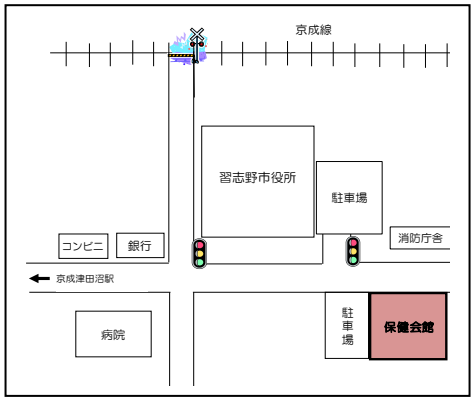 京成線
習志野市役所
駐車場
消防庁舎
コンビニ
銀行
京成津田沼駅
病院
駐車場
保健会館